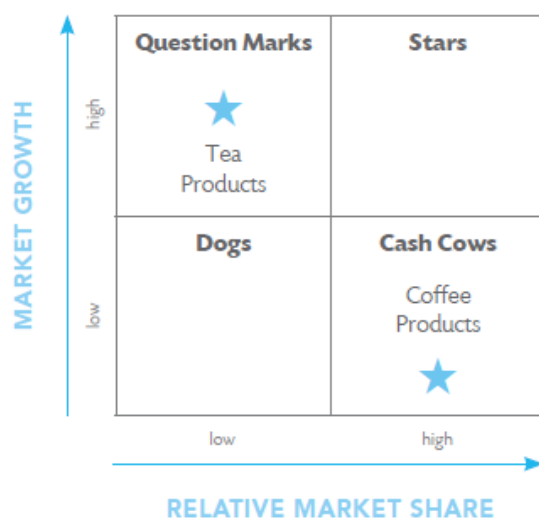 Question Marks
Stars
Tea
Products
Dogs
Cash Cows
Coffee
Products
MARKET GROWTH
high
low
low
high
RELATIVE MARKET SHARE